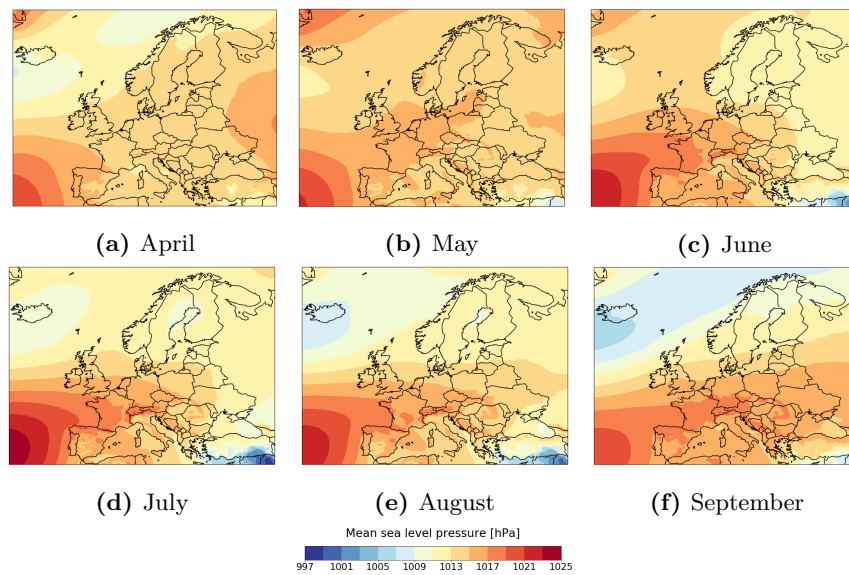 (a) April
(b) May
(c) June
(d) July
(e) August
(f) September
Mean sea level pressure [hPa]
997 1001 1005 1009 1013 1017 1021 1025